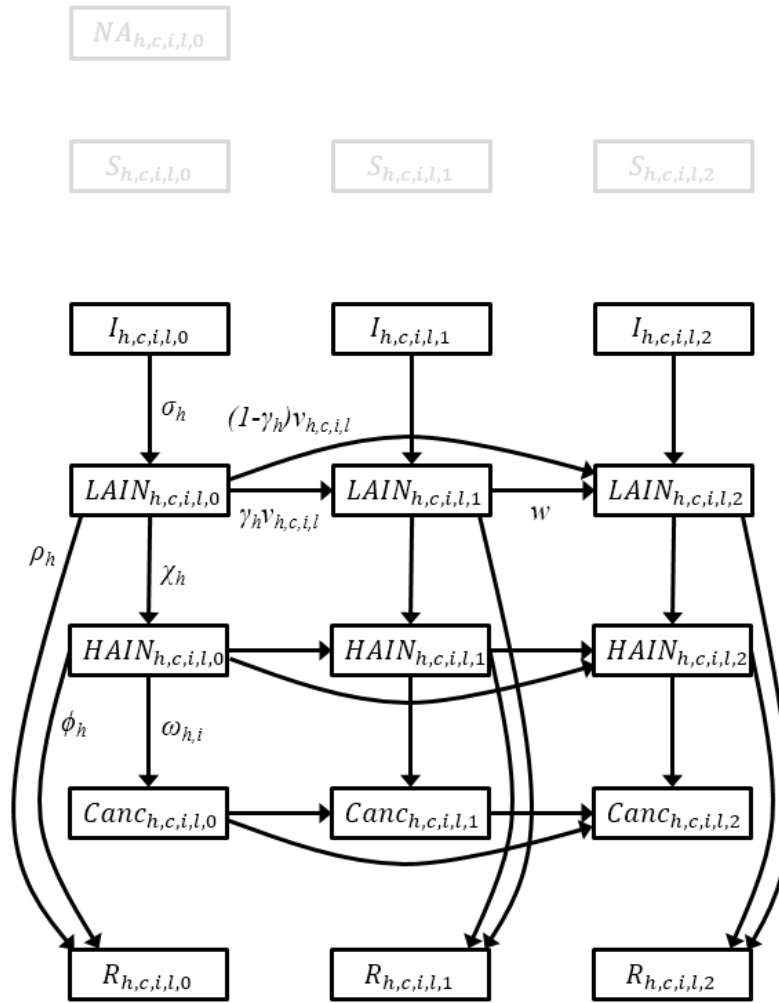 NA_{h,c,i,l,0}
S_{h,c,i,l,0} S_{h,c,i,l,1} S_{h,c,i,l,2}
I_{h,c,i,l,0} I_{h,c,i,l,1} I_{h,c,i,l,2}
σ_h (1-γ_h)v_{h,c,i,l}
LAIN_{h,c,i,l,0} LAIN_{h,c,i,l,1} LAIN_{h,c,i,l,2}
γ_hv_{h,c,i,l} w
ρ_h χ_h
HAIN_{h,c,i,l,0} HAIN_{h,c,i,l,1} HAIN_{h,c,i,l,2}
ϕ_h ω_{h,i}
Canc_{h,c,i,l,0} Canc_{h,c,i,l,1} Canc_{h,c,i,l,2}
R_{h,c,i,l,0} R_{h,c,i,l,1} R_{h,c,i,l,2}